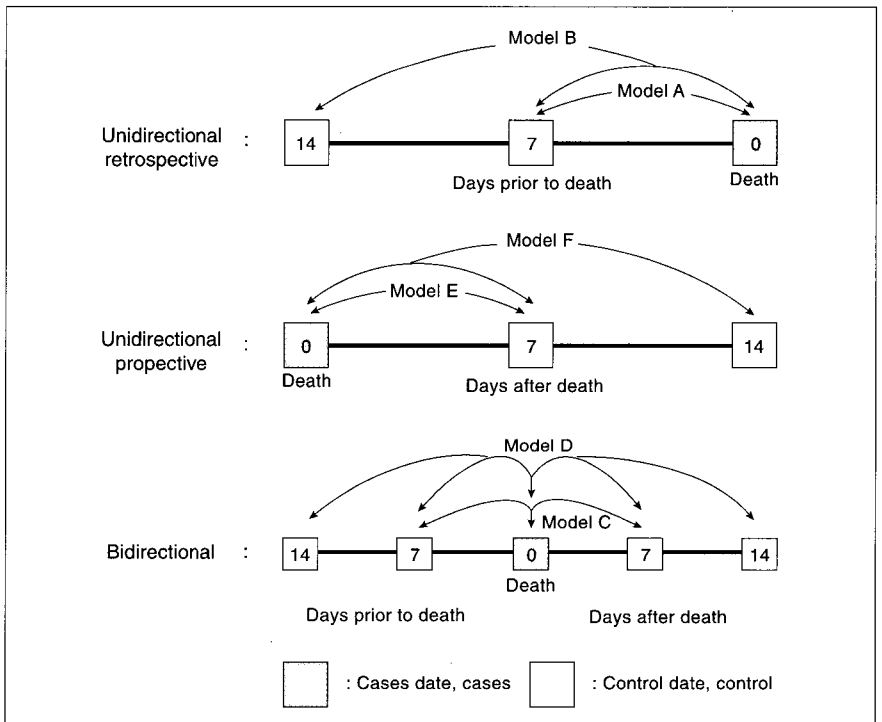 Model B
Model A
Unidirectional
retrospective :
14 7 0
Days prior to death
Death
Model F
Model E
Unidirectional
propective :
0 7 14
Death
Days after death
Model D
Model C
Bidirectional :
14 7 0 7 14
Death
Days prior to death Days after death
: Cases date, cases : Control date, control